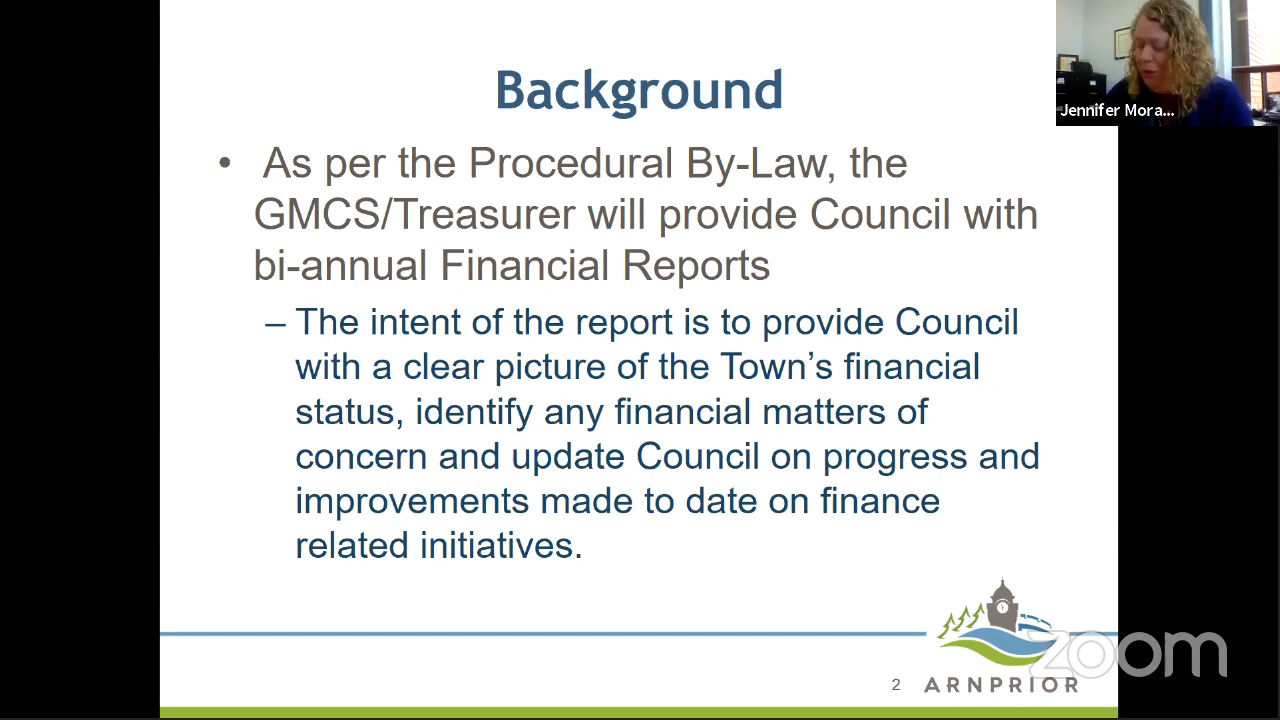 Background
• As per the Procedural By-Law, the
GMCS/Treasurer will provide Council with
bi-annual Financial Reports
– The intent of the report is to provide Council
with a clear picture of the Town’s financial
status, identify any financial matters of
concern and update Council on progress and
improvements made to date on finance
related initiatives.
2
ARNPRIOR
zoom
Jennifer Mora...